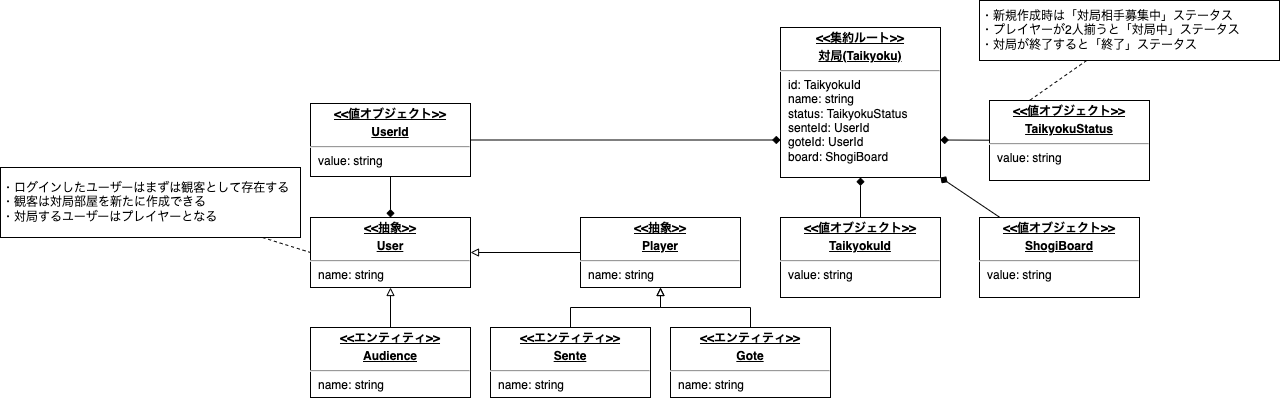 ・新規作成時は「対局相手募集中」ステータス
・プレイヤーが2人揃うと「対局中」ステータス
・対局が終了すると「終了」ステータス
<<集約ルート>>
対局(Taikyoku)
id: TaikyokuId
name: string
status: TaikyokuStatus
senteId: UserId
goteId: UserId
board: ShogiBoard
<<値オブジェクト>>
UserId
value: string
<<値オブジェクト>>
TaikyokuStatus
value: string
・ログインしたユーザーはまずは観客として存在する
・観客は対局部屋を新たに作成できる
・対局するユーザーはプレイヤーとなる
<<抽象>>
User
name: string
<<抽象>>
Player
name: string
<<値オブジェクト>>
TaikyokuId
value: string
<<値オブジェクト>>
ShogiBoard
value: string
<<エンティティ>>
Audience
name: string
<<エンティティ>>
Sente
name: string
<<エンティティ>>
Gote
name: string